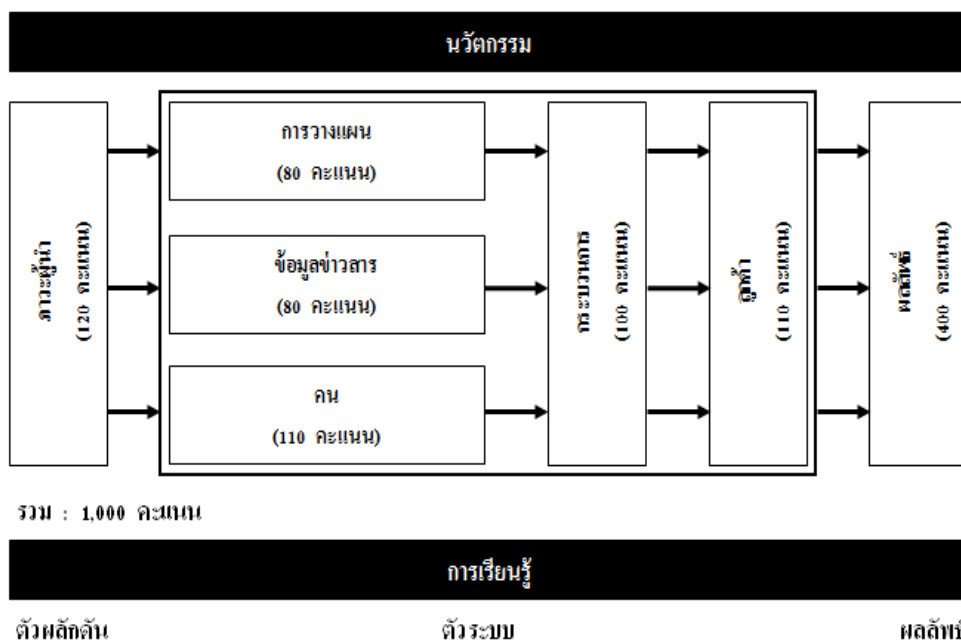 นวัตกรรม
ภาวะผู้นำ
(120 คะแนน)
การวางแผน
(80 คะแนน)
ข้อมูลข่าวสาร
(80 คะแนน)
คน
(110 คะแนน)
กระบวนการ
(100 คะแนน)
ลูกค้า
(110 คะแนน)
ผลลัพธ์
(400 คะแนน)
รวม : 1,000 คะแนน
การเรียนรู้
ตัวผลักดัน
ตัวระบบ
ผลลัพธ์